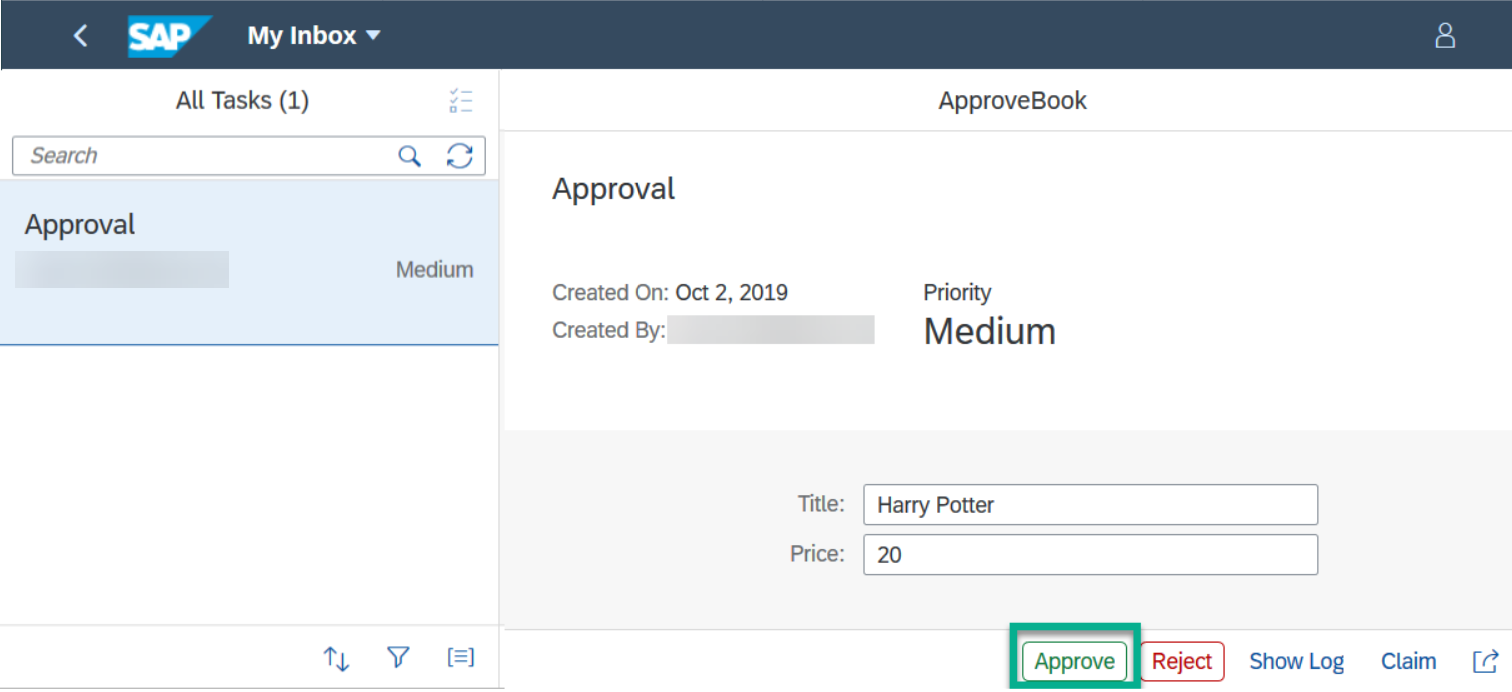 SAP My Inbox
All Tasks (1)
Search
Approval
Medium
ApproveBook
Approval
Created On: Oct 2, 2019
Created By:
Priority
Medium
Title: Harry Potter
Price: 20
Approve Reject Show Log Claim